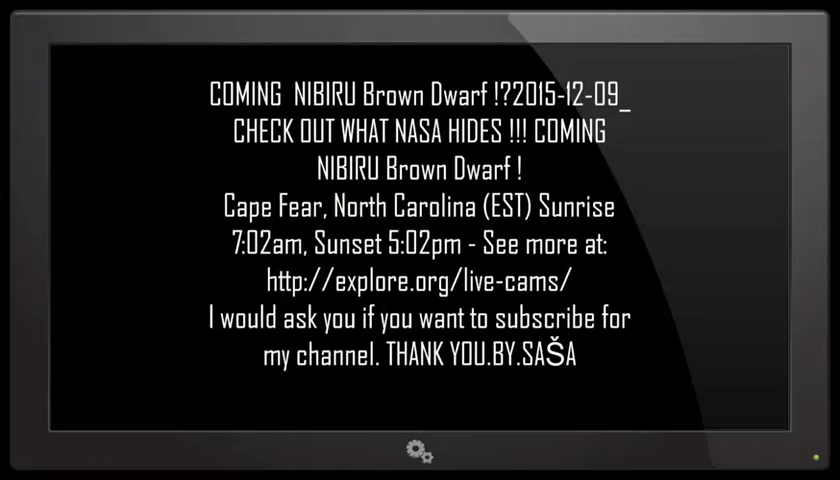 COMING NIBIRU Brown Dwarf !?2015-12-09_
CHECK OUT WHAT NASA HIDES !!! COMING
NIBIRU Brown Dwarf !
Cape Fear, North Carolina (EST) Sunrise
7:02am, Sunset 5:02pm - See more at:
http://explore.org/live-cams/
I would ask you if you want to subscribe for
my channel. THANK YOU.BY.SAŠA